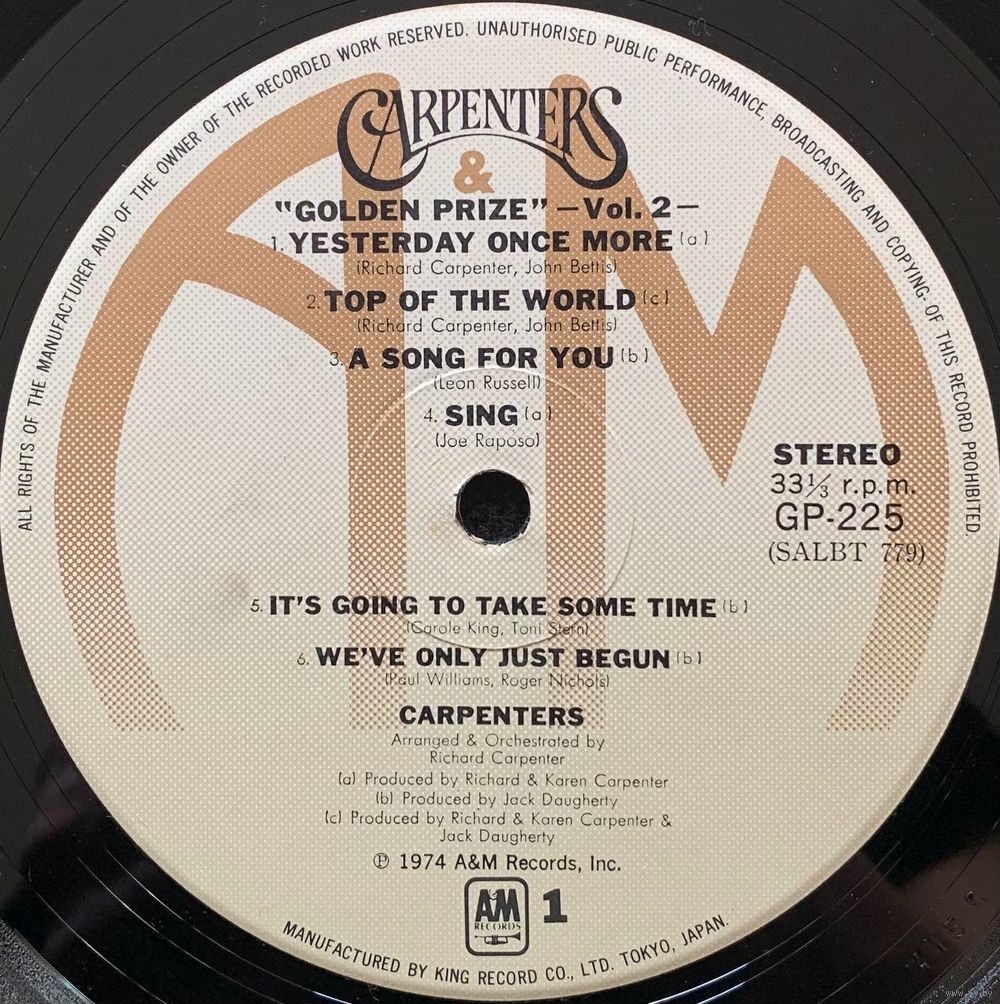 ALL RIGHTS OF THE MANUFACTURER AND OF THE OWNER OF THE RECORDED WORK RESERVED. UNAUTHORISED PUBLIC PERFORMANCE, BROADCASTING AND COPYING OF THIS RECORD PROHIBITED.
CARPENTERS
&
"GOLDEN PRIZE" —Vol. 2—
1. YESTERDAY ONCE MORE (a)
(Richard Carpenter, John Bettis)
2. TOP OF THE WORLD (c)
(Richard Carpenter, John Bettis)
3. A SONG FOR YOU (b)
(Leon Russell)
4. SING (a)
(Joe Raposo)
STEREO
33⅓ r.p.m.
GP-225
(SALBT 779)
5. IT'S GOING TO TAKE SOME TIME (b)
(Carole King, Toni Stern)
6. WE'VE ONLY JUST BEGUN (b)
(Paul Williams, Roger Nichols)
CARPENTERS
Arranged & Orchestrated by
Richard Carpenter
(a) Produced by Richard & Karen Carpenter
(b) Produced by Jack Daugherty
(c) Produced by Richard & Karen Carpenter &
Jack Daugherty
℗ 1974 A&M Records, Inc.
A&M RECORDS 1
MANUFACTURED BY KING RECORD CO., LTD. TOKYO, JAPAN.